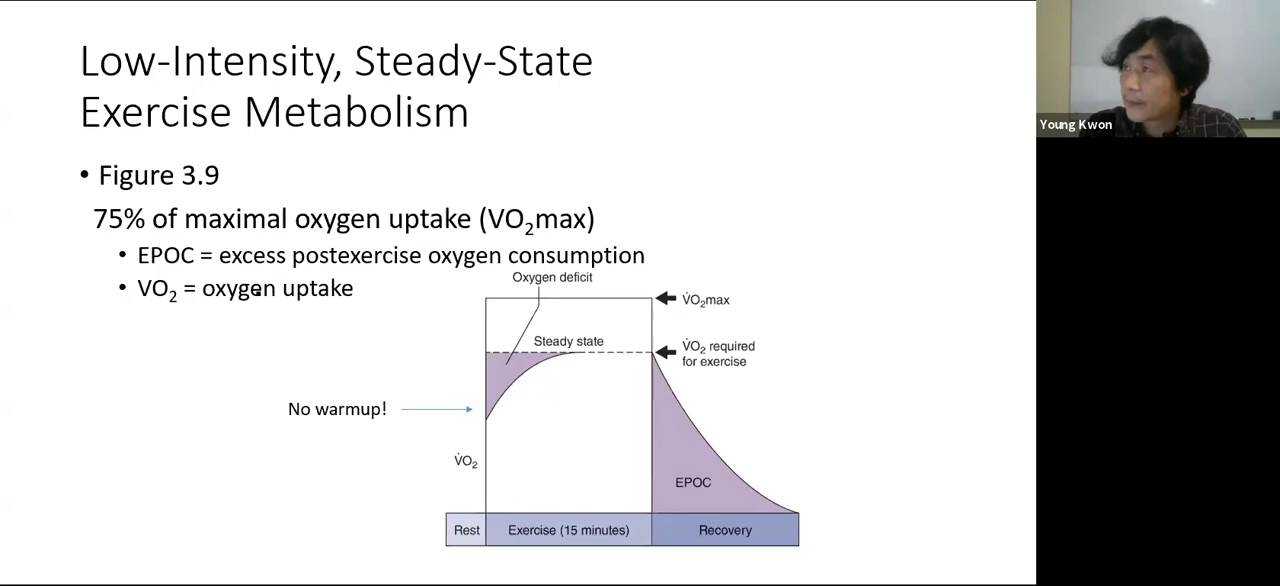 Low-Intensity, Steady-State
Exercise Metabolism
• Figure 3.9
75% of maximal oxygen uptake (VO2max)
• EPOC = excess postexercise oxygen consumption
• VO2 = oxygen uptake
Oxygen deficit
V̇O2max
Steady state
V̇O2 required
for exercise
No warmup!
V̇O2
EPOC
Rest
Exercise (15 minutes)
Recovery
Young Kwon